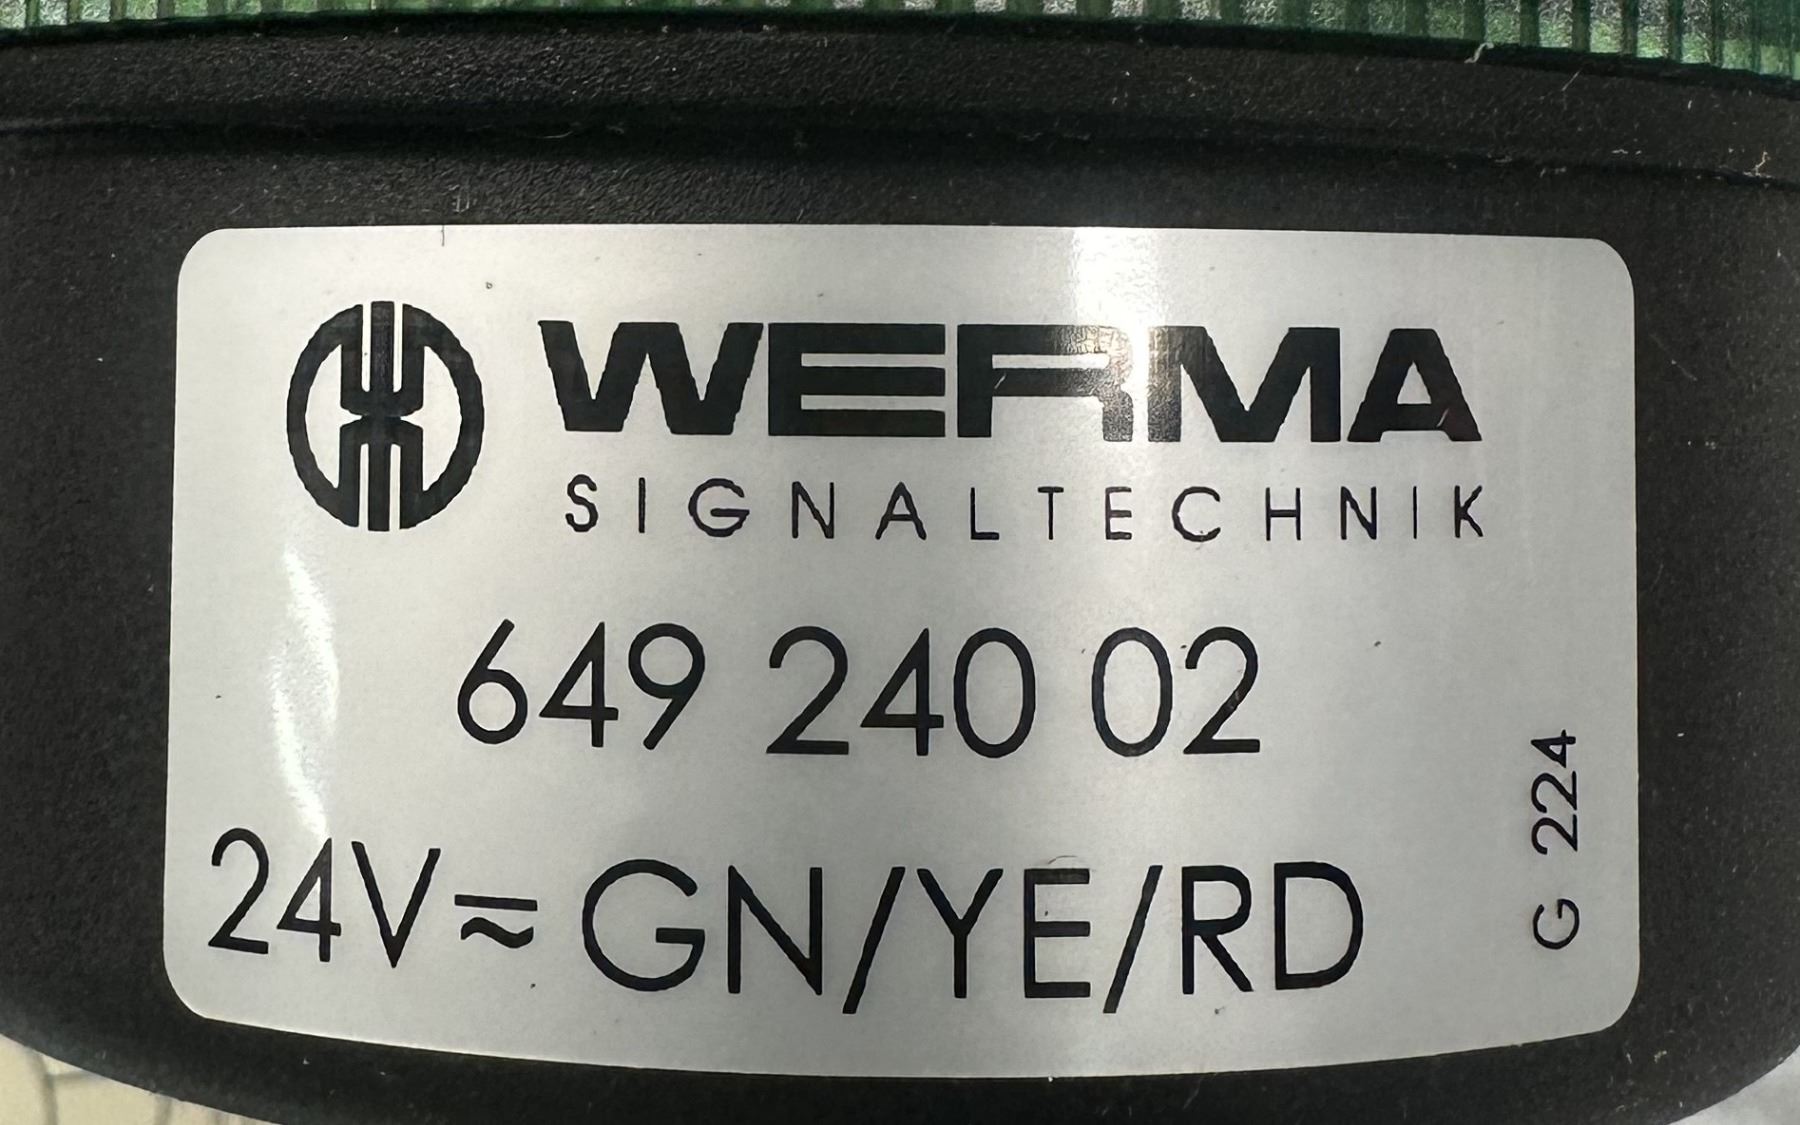 WERMA
SIGNALTECHNIK
649 240 02
24V⎓∼ GN/YE/RD
G 224